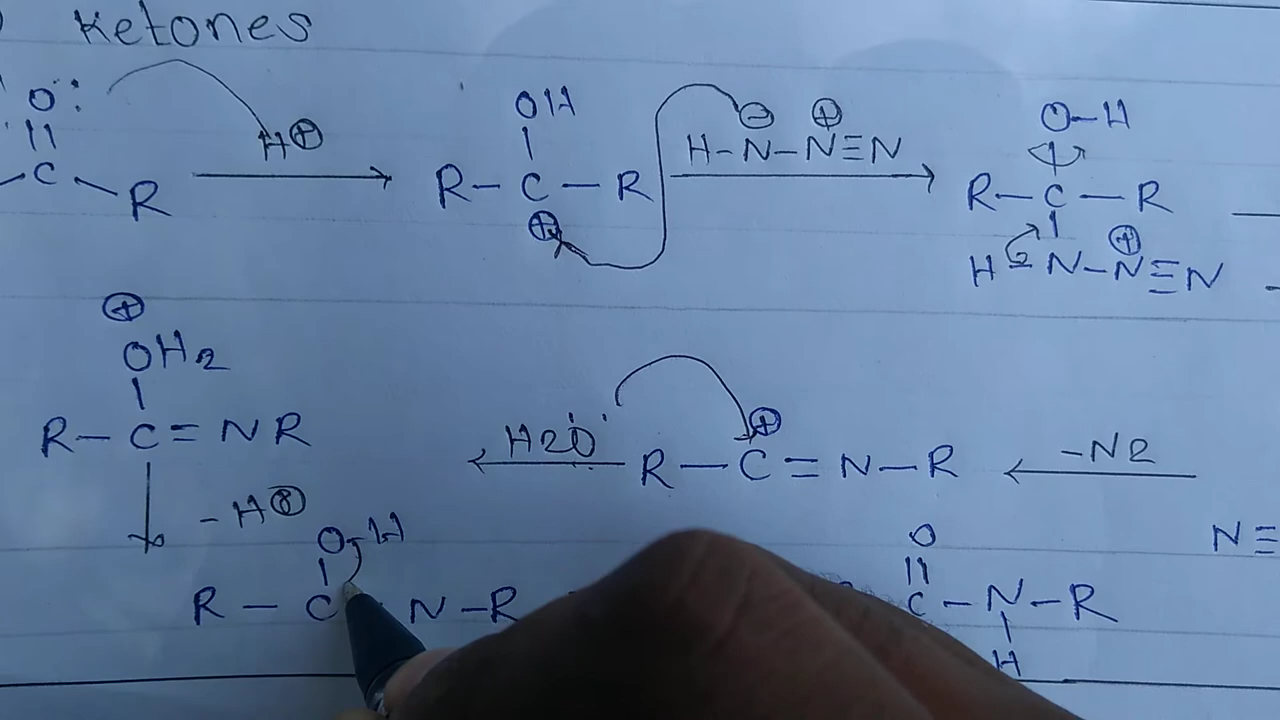 Ketones
O:
H⊕
OH
H-N-N≡N
⊖ ⊕
O-H
C
R
R-C-R
⊕
R-C-R
H N-N≡N
⊕
⊕
OH2
R-C=NR
H2O
R-C=N-R
⊕
-N2
-H⊕
O-H
O
N≡
R-C N-R
C-N-R
H